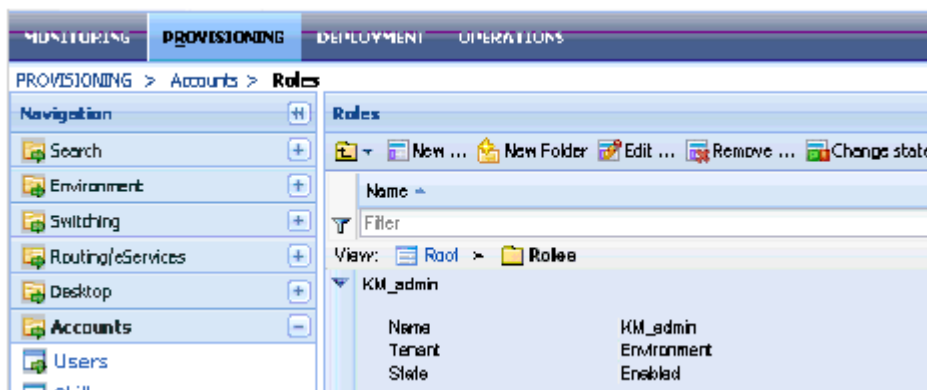 MONITORING PROVISIONING DEPLOYMENT OPERATIONS
PROVISIONING > Accounts > Roles
Navigation
Search
Environment
Switching
Routing/eServices
Desktop
Accounts
Users
Roles
New ... New Folder Edit ... Remove ... Change state
Name
Filter
View: Root > Roles
KM_admin
Name KM_admin
Tenant Environment
State Enabled